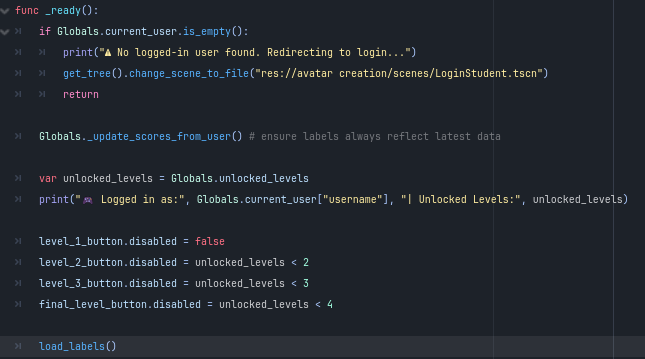 func _ready():
if Globals.current_user.is_empty():
print("⚠ No logged-in user found. Redirecting to login...")
get_tree().change_scene_to_file("res://avatar creation/scenes/LoginStudent.tscn")
return
Globals._update_scores_from_user() # ensure labels always reflect latest data
var unlocked_levels = Globals.unlocked_levels
print("🎮 Logged in as:", Globals.current_user["username"], "| Unlocked Levels:", unlocked_levels)
level_1_button.disabled = false
level_2_button.disabled = unlocked_levels < 2
level_3_button.disabled = unlocked_levels < 3
final_level_button.disabled = unlocked_levels < 4
load_labels()